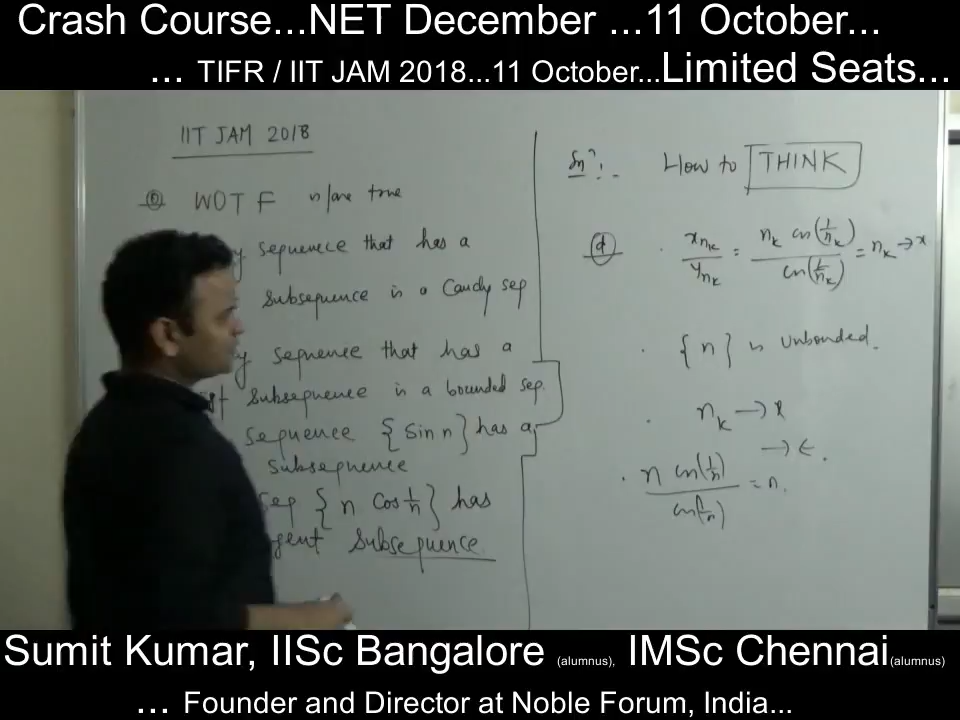 Crash Course...NET December ...11 October...
... TIFR / IIT JAM 2018...11 October...Limited Seats...
IIT JAM 2018
WOTF is/are true
y sequence that has a
subsequence is a Cauchy seq
y sequence that has a
st subsequence is a bounded seq.
sequence {sin n} has a
subsequence
seq {n cos 1/n} has
gent subsequence
Sn?:- How to THINK
(d) · x_{n_k}/y_{n_k} = n_k cos(1/n_k) / cos(1/n_k) = n_k →
· {n} is unbonded.
· n_k →
→
· n cos(1/n) / cos(1/n) = n.
Sumit Kumar, IISc Bangalore (alumnus), IMSc Chennai(alumnus)
... Founder and Director at Noble Forum, India...